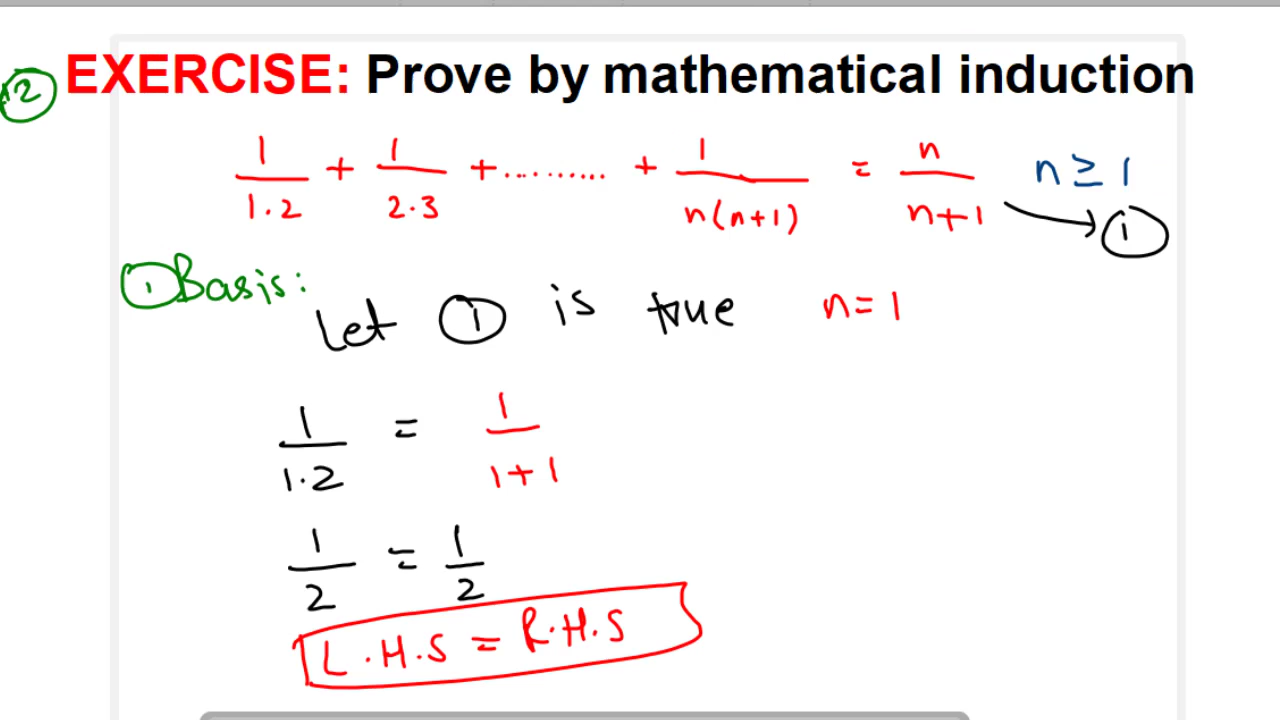 2 EXERCISE: Prove by mathematical induction
1/1.2 + 1/2.3 + .......... + 1/n(n+1) = n/n+1 n ≥ 1 → ①
① Basis:
Let ① is true n = 1
1/1.2 = 1/1+1
1/2 = 1/2
L.H.S = R.H.S